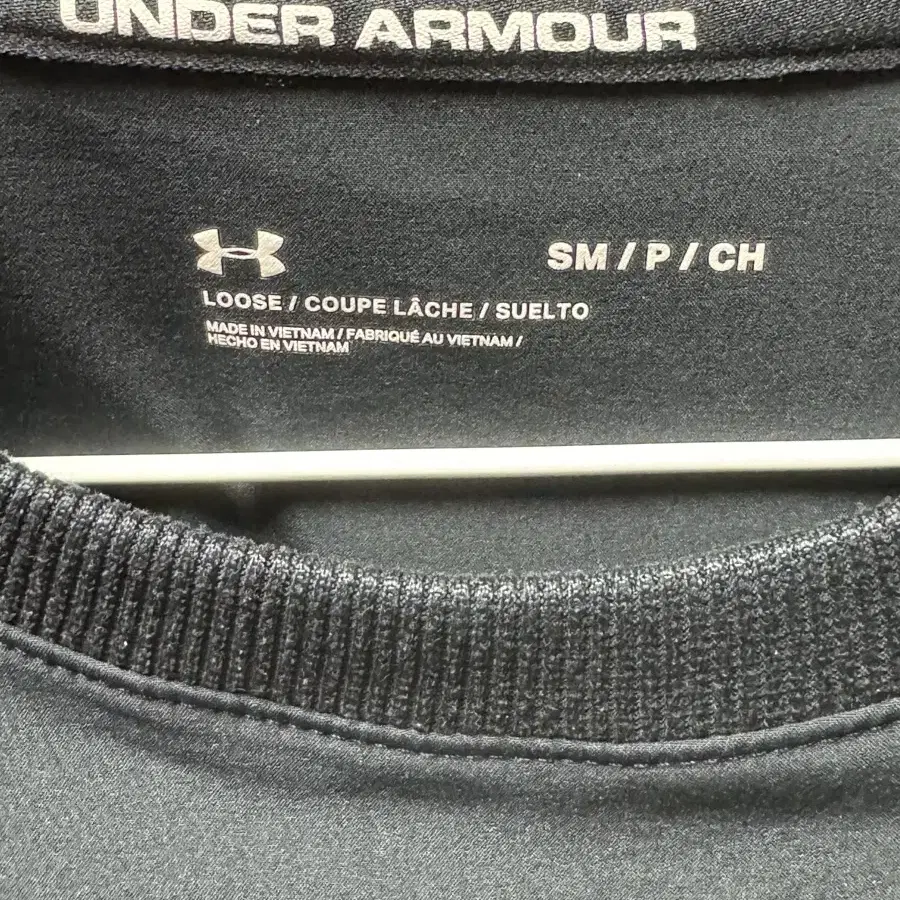 UNDER ARMOUR
SM / P / CH
LOOSE / COUPE LÂCHE / SUELTO
MADE IN VIETNAM / FABRIQUÉ AU VIETNAM /
HECHO EN VIETNAM